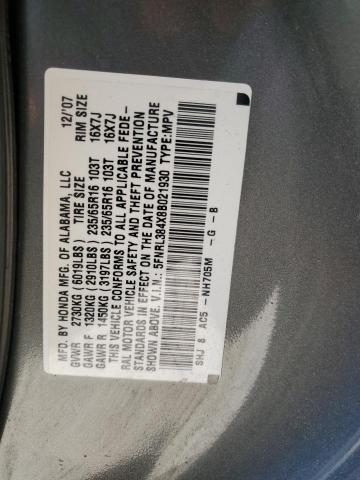 MFD. BY HONDA MFG. OF ALABAMA, LLC 12/07
GVWR 2730KG (6019LBS) TIRE SIZE RIM SIZE
GAWR F 1320KG (2910LBS) 235/65R16 103T 16X7J
GAWR R 1450KG (3197LBS) 235/65R16 103T 16X7J
THIS VEHICLE CONFORMS TO ALL APPLICABLE FEDE-
RAL MOTOR VEHICLE SAFETY AND THEFT PREVENTION
STANDARDS IN EFFECT ON THE DATE OF MANUFACTURE
SHOWN ABOVE. V.I.N.: 5FNRL384X8B021930 TYPE:MPV
SHJ 8 AC5 -NH705M -G -B